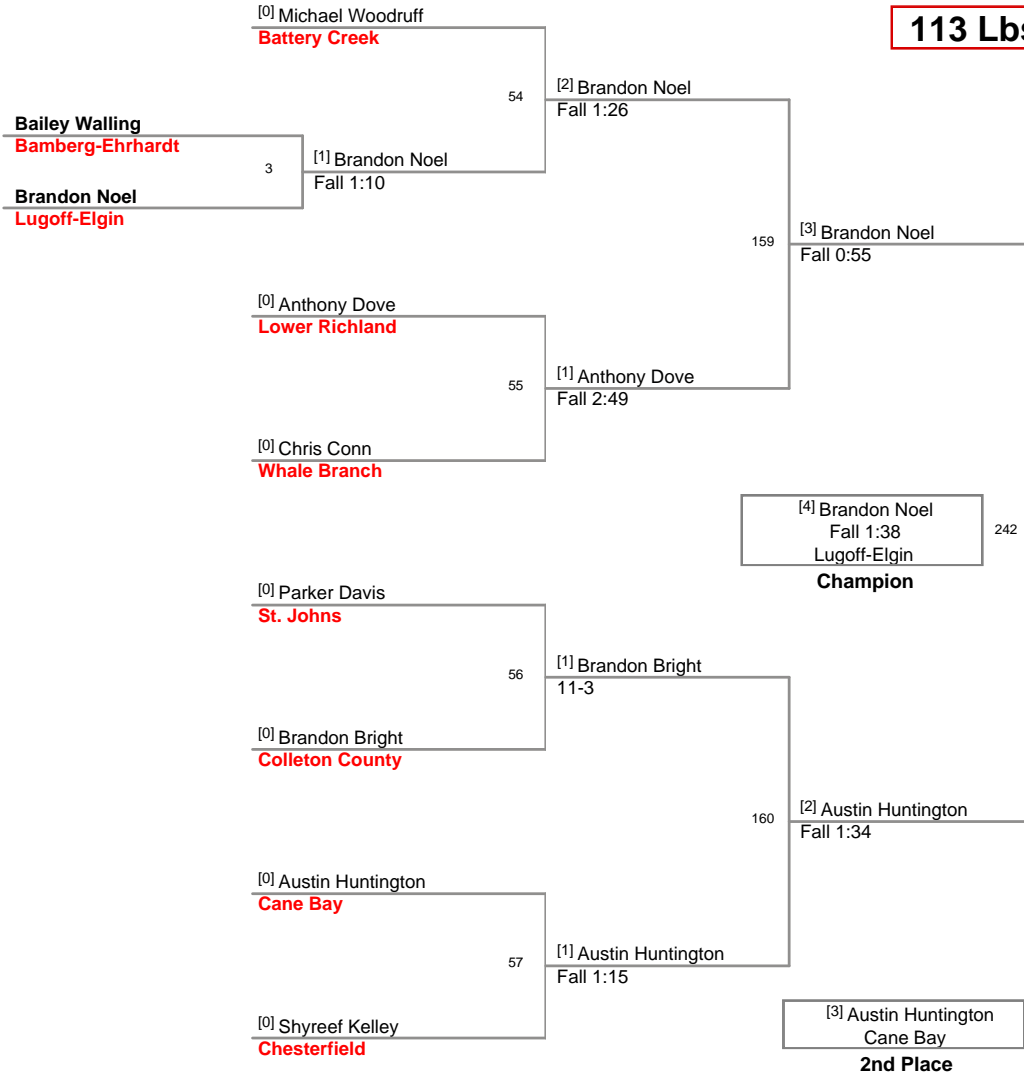 [0] Michael Woodruff
Battery Creek
113 Lbs
54
[2] Brandon Noel
Fall 1:26
Bailey Walling
Bamberg-Ehrhardt
3
[1] Brandon Noel
Fall 1:10
Brandon Noel
Lugoff-Elgin
159
[3] Brandon Noel
Fall 0:55
[0] Anthony Dove
Lower Richland
55
[1] Anthony Dove
Fall 2:49
[0] Chris Conn
Whale Branch
[4] Brandon Noel
Fall 1:38
Lugoff-Elgin
242
Champion
[0] Parker Davis
St. Johns
56
[1] Brandon Bright
11-3
[0] Brandon Bright
Colleton County
160
[2] Austin Huntington
Fall 1:34
[0] Austin Huntington
Cane Bay
57
[1] Austin Huntington
Fall 1:15
[0] Shyreef Kelley
Chesterfield
[3] Austin Huntington
Cane Bay
2nd Place